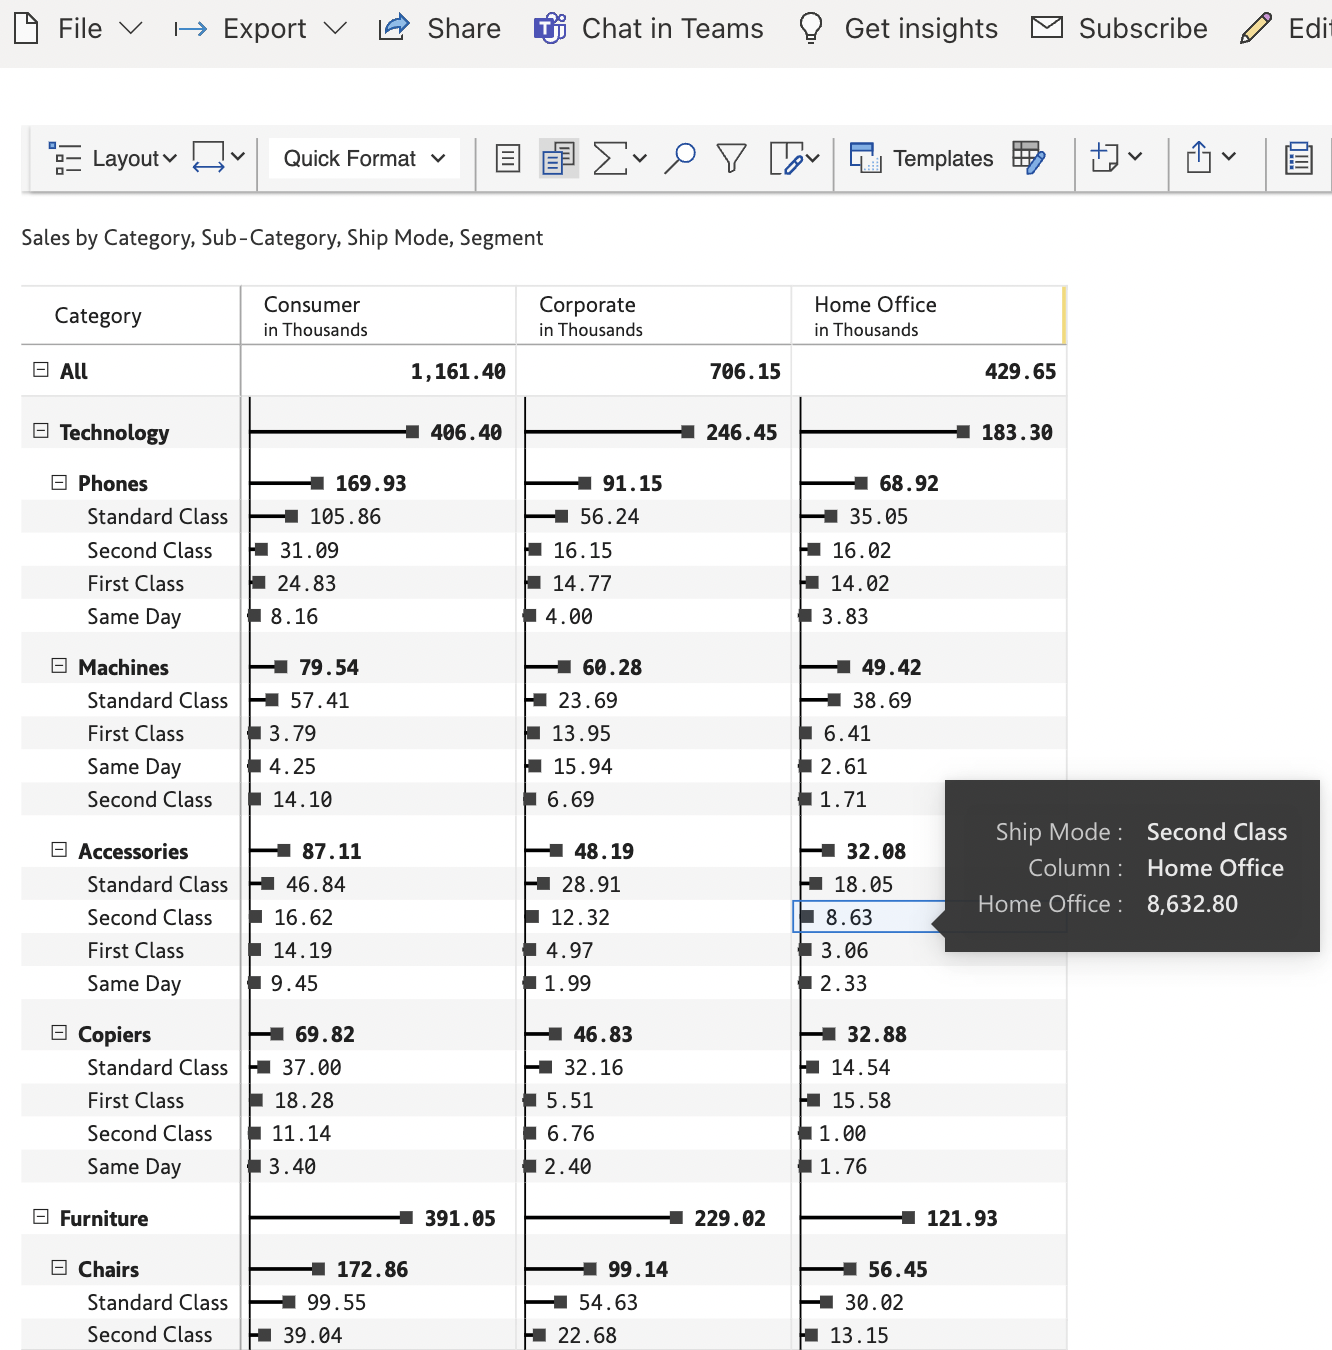 File Export Share Chat in Teams Get insights Subscribe Edi
Layout Quick Format Templates
Sales by Category, Sub-Category, Ship Mode, Segment
Category Consumer in Thousands Corporate in Thousands Home Office in Thousands
All 1,161.40 706.15 429.65
Technology 406.40 246.45 183.30
Phones 169.93 91.15 68.92
Standard Class 105.86 56.24 35.05
Second Class 31.09 16.15 16.02
First Class 24.83 14.77 14.02
Same Day 8.16 4.00 3.83
Machines 79.54 60.28 49.42
Standard Class 57.41 23.69 38.69
First Class 3.79 13.95 6.41
Same Day 4.25 15.94 2.61
Second Class 14.10 6.69 1.71
Accessories 87.11 48.19 32.08
Standard Class 46.84 28.91 18.05
Second Class 16.62 12.32 8.63
First Class 14.19 4.97 3.06
Same Day 9.45 1.99 2.33
Copiers 69.82 46.83 32.88
Standard Class 37.00 32.16 14.54
First Class 18.28 5.51 15.58
Second Class 11.14 6.76 1.00
Same Day 3.40 2.40 1.76
Furniture 391.05 229.02 121.93
Chairs 172.86 99.14 56.45
Standard Class 99.55 54.63 30.02
Second Class 39.04 22.68 13.15
Ship Mode : Second Class
Column : Home Office
Home Office : 8,632.80